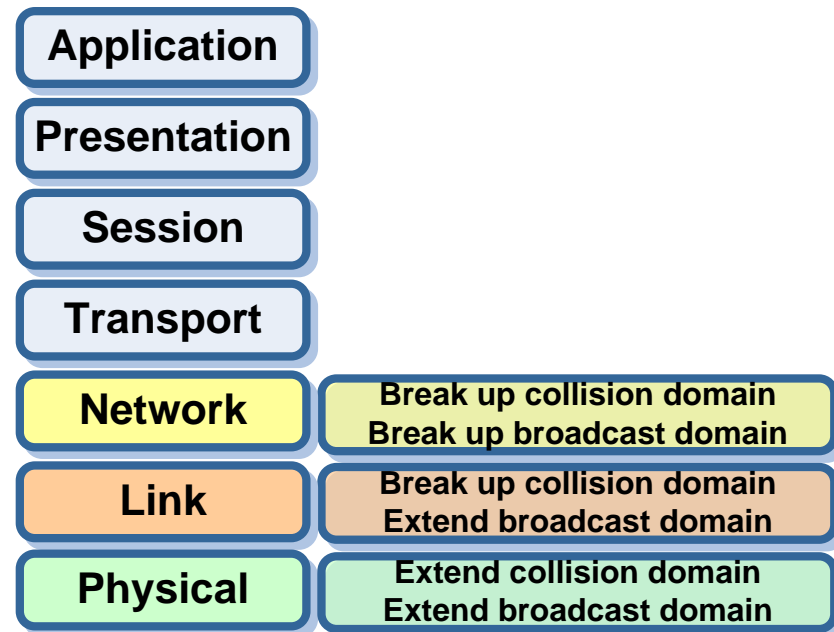 Application
Presentation
Session
Transport
Network
Break up collision domain
Break up broadcast domain
Link
Break up collision domain
Extend broadcast domain
Physical
Extend collision domain
Extend broadcast domain